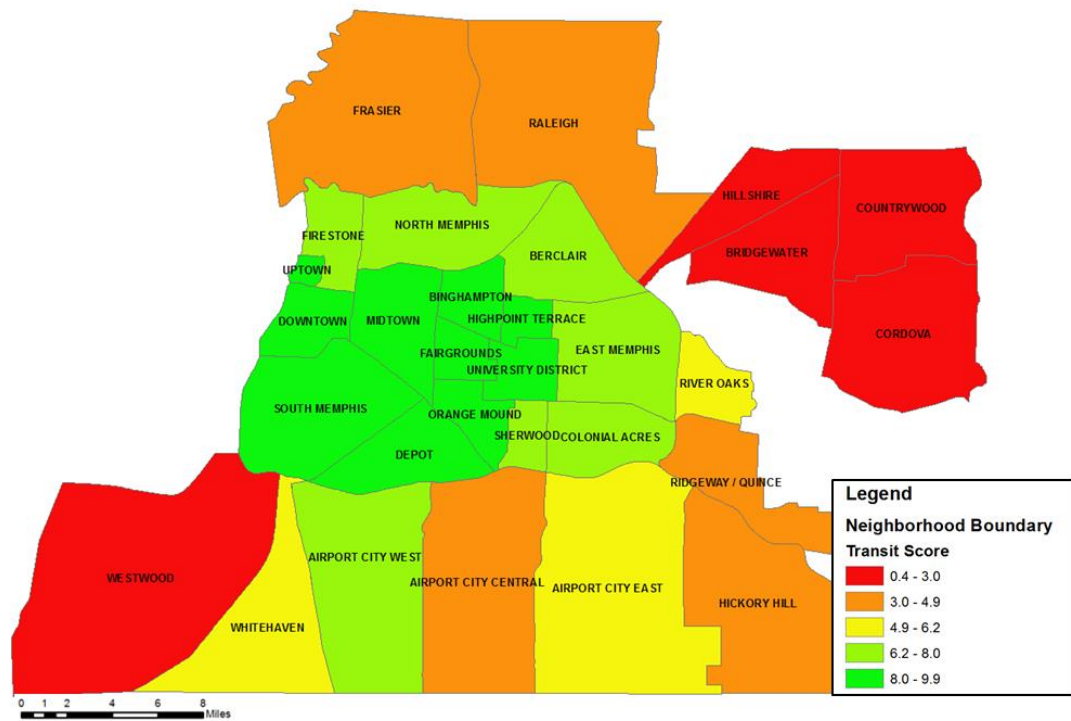 FRASIER
RALEIGH
HILLSHIRE
COUNTRYWOOD
NORTH MEMPHIS
FIRESTONE
BRIDGEWATER
BERCLAIR
UPTOWN
BINGHAMPTON
DOWNTOWN
MIDTOWN
HIGHPOINT TERRACE
CORDOVA
FAIRGROUNDS
EAST MEMPHIS
UNIVERSITY DISTRICT
RIVER OAKS
SOUTH MEMPHIS
ORANGE MOUND
SHERWOOD
COLONIAL ACRES
DEPOT
RIDGEWAY / QUINCE
AIRPORT CITY WEST
WESTWOOD
AIRPORT CITY CENTRAL
AIRPORT CITY EAST
HICKORY HILL
WHITEHAVEN
Legend
Neighborhood Boundary
Transit Score
0.4 - 3.0
3.0 - 4.9
4.9 - 6.2
6.2 - 8.0
8.0 - 9.9
0 1 2 4 6 8
Miles